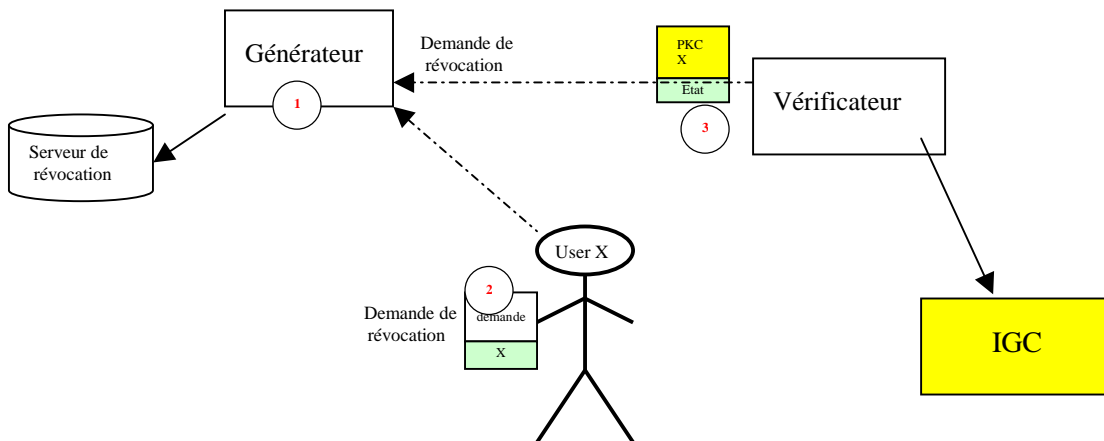 Générateur
Demande de
révocation
PKC
X
Etat
Vérificateur
1
3
Serveur de
révocation
User X
2
demande
X
Demande de
révocation
IGC